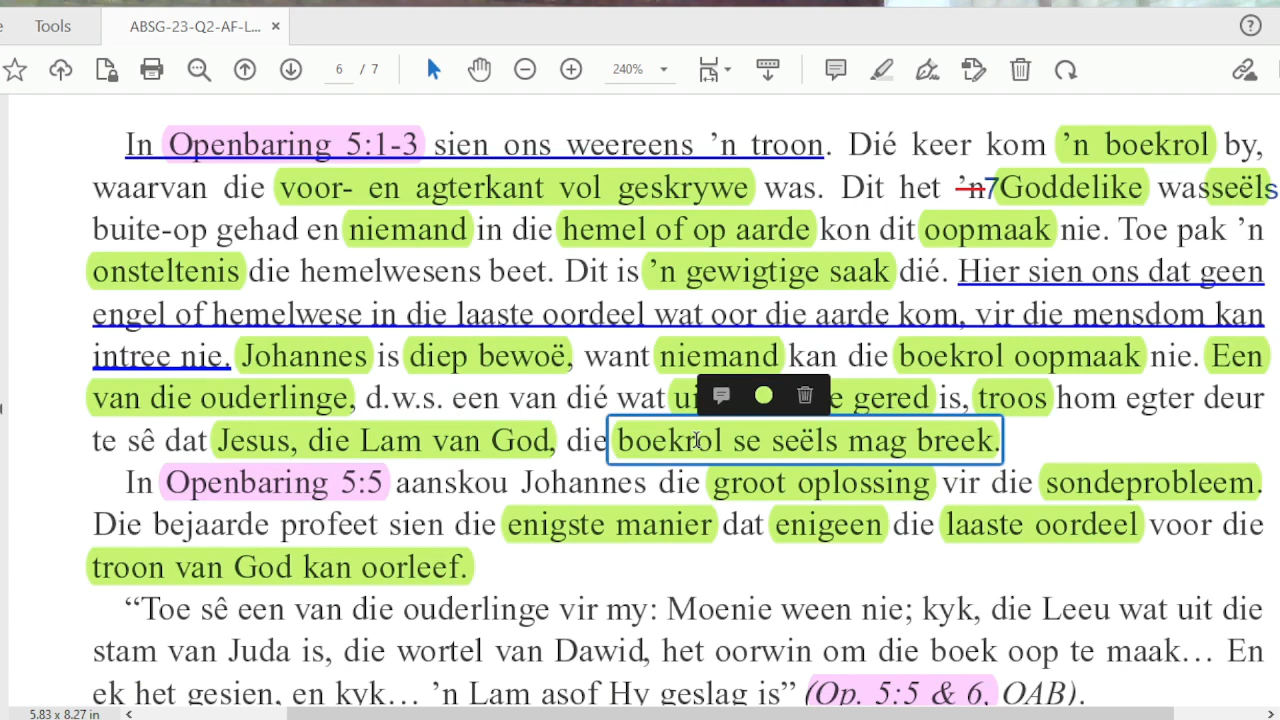 Tools
ABSG-23-Q2-AF-L... ×
6 / 7
240%
In Openbaring 5:1-3 sien ons weereens ’n troon. Dié keer kom ’n boekrol by,
waarvan die voor- en agterkant vol geskrywe was. Dit het ’n 7 Goddelike wasseëls
buite-op gehad en niemand in die hemel of op aarde kon dit oopmaak nie. Toe pak ’n
onsteltenis die hemelwesens beet. Dit is ’n gewigtige saak dié. Hier sien ons dat geen
engel of hemelwese in die laaste oordeel wat oor die aarde kom, vir die mensdom kan
intree nie. Johannes is diep bewoë, want niemand kan die boekrol oopmaak nie. Een
van die ouderlinge, d.w.s. een van dié wat ui e gered is, troos hom egter deur
te sê dat Jesus, die Lam van God, die boekrol se seëls mag breek.
In Openbaring 5:5 aanskou Johannes die groot oplossing vir die sondeprobleem.
Die bejaarde profeet sien die enigste manier dat enigeen die laaste oordeel voor die
troon van God kan oorleef.
“Toe sê een van die ouderlinge vir my: Moenie ween nie; kyk, die Leeu wat uit die
stam van Juda is, die wortel van Dawid, het oorwin om die boek oop te maak… En
ek het gesien, en kyk… ’n Lam asof Hy geslag is” (Op. 5:5 & 6, OAB).
5.83 x 8.27 in